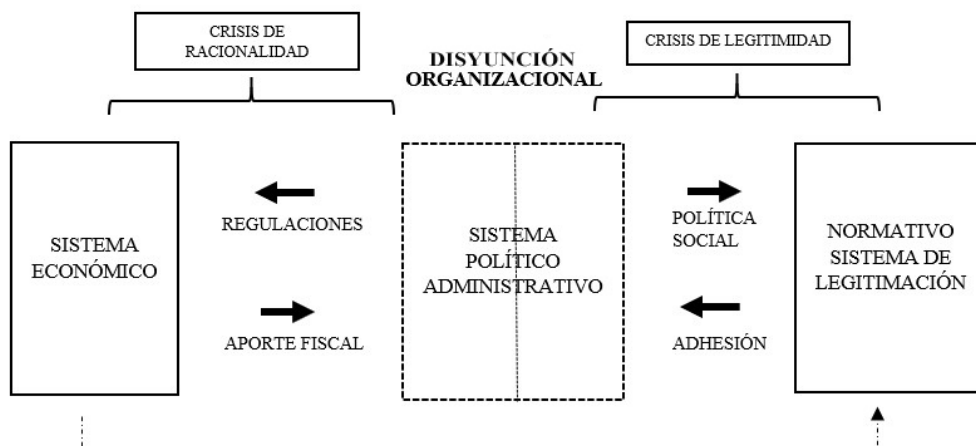 CRISIS DE
RACIONALIDAD
DISYUNCIÓN
ORGANIZACIONAL
CRISIS DE LEGITIMIDAD
SISTEMA
ECONÓMICO
REGULACIONES
APORTE FISCAL
SISTEMA
POLÍTICO
ADMINISTRATIVO
POLÍTICA
SOCIAL
ADHESIÓN
NORMATIVO
SISTEMA DE
LEGITIMACIÓN